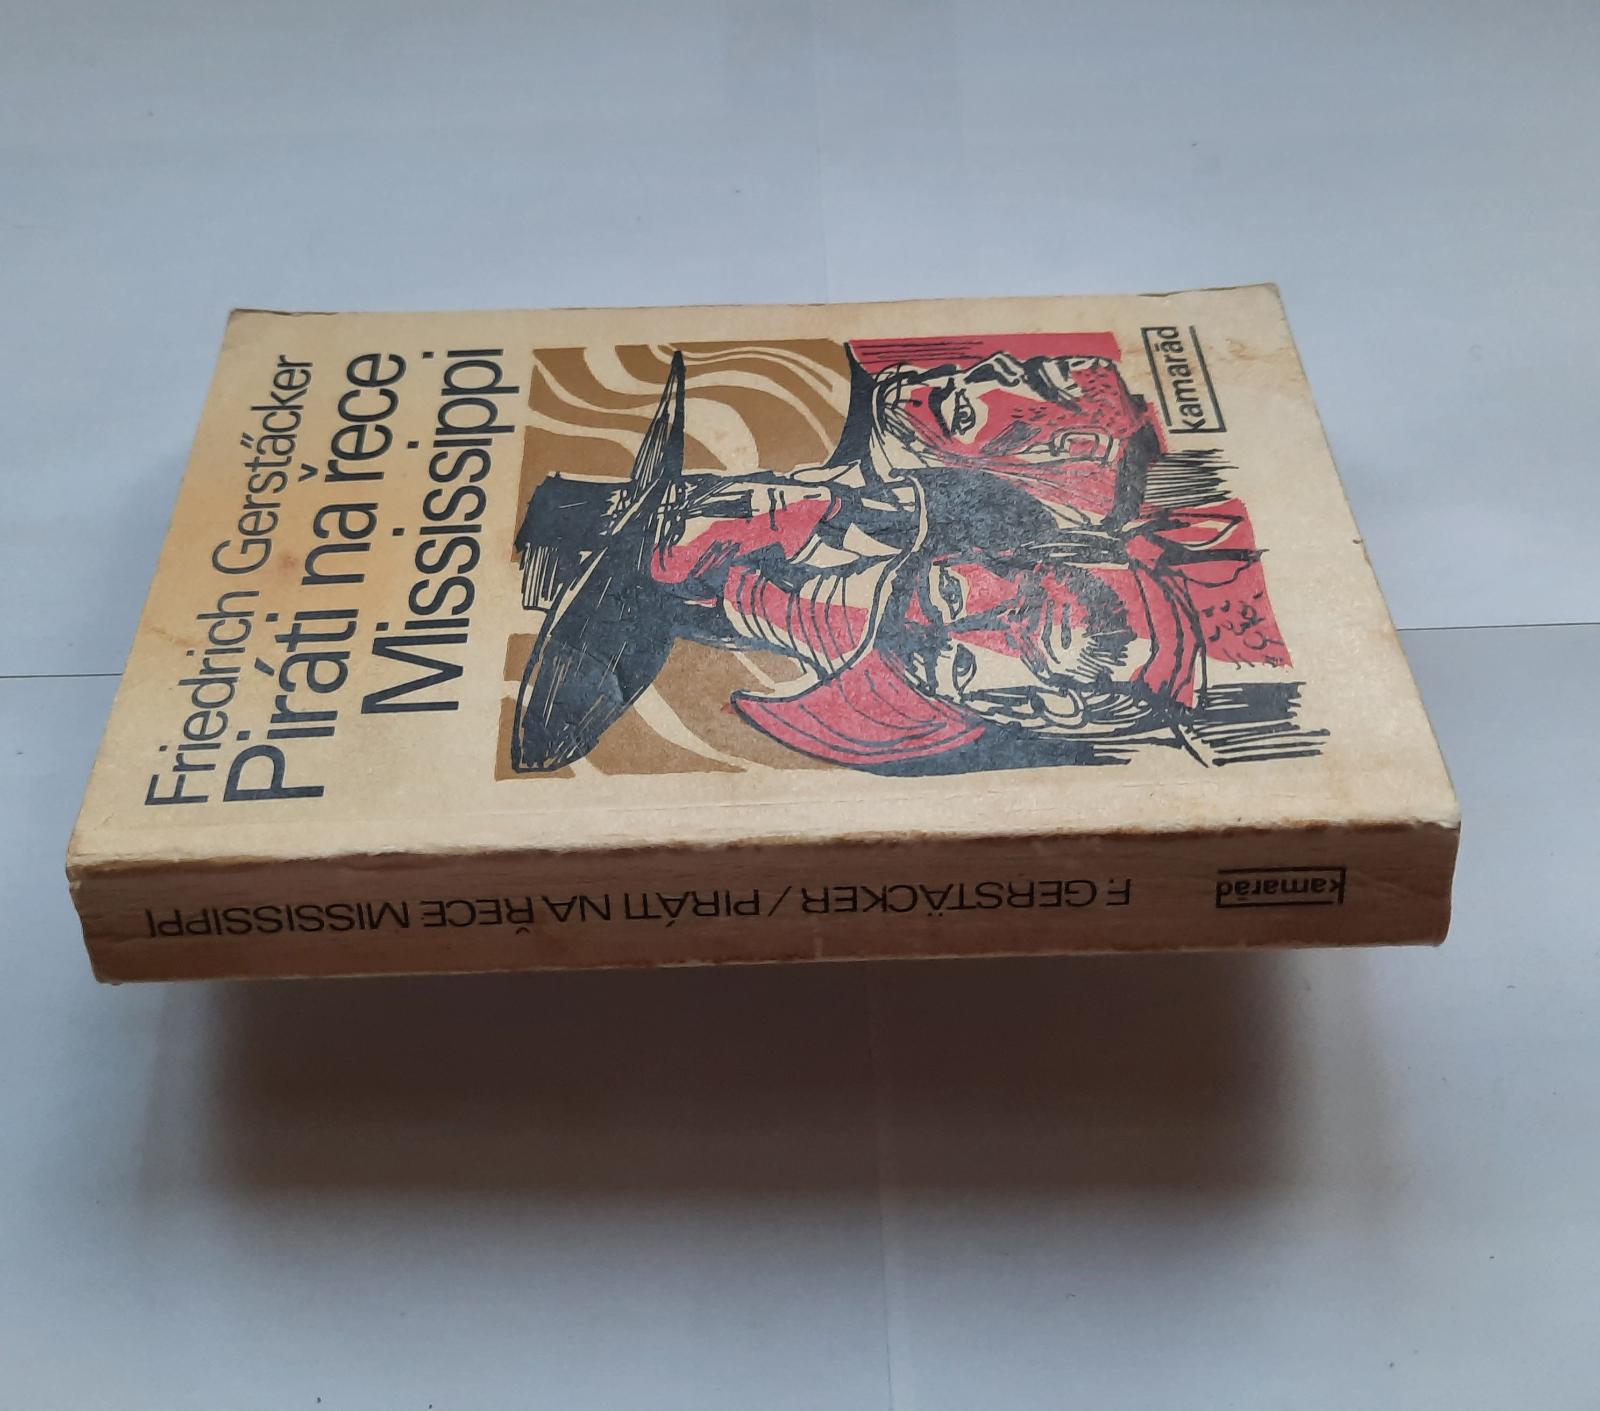 Friedrich Gerstäcker
Piráti na řece
Mississippi
kamarád
F. GERSTÄCKER / PIRÁTI NA ŘECE MISSISSIPPI
kamarád